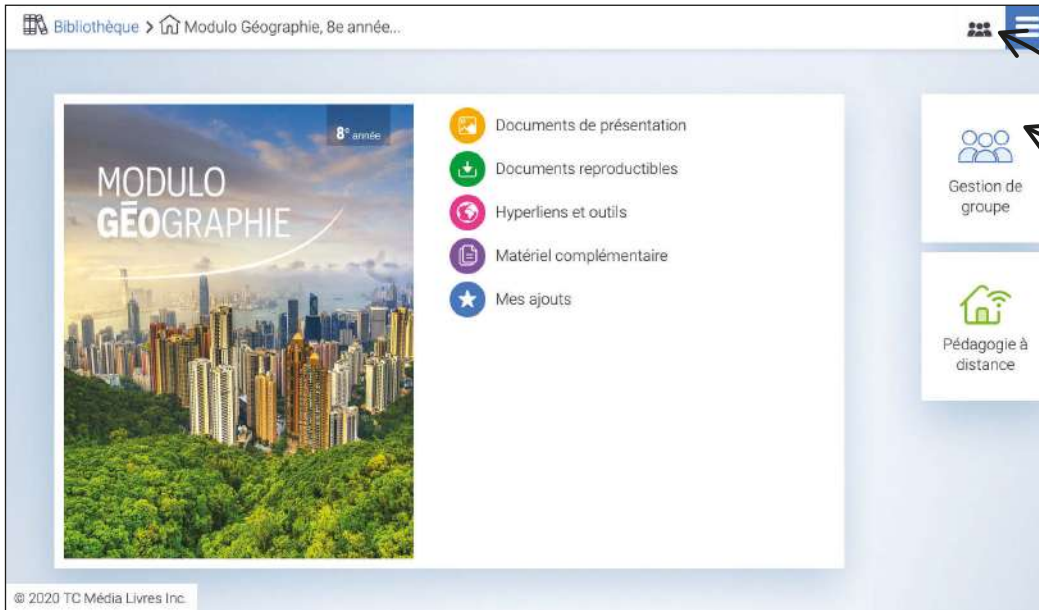 Bibliothèque > Modulo Géographie, 8e année...
8e année
MODULO
GÉOGRAPHIE
Documents de présentation
Documents reproductibles
Hyperliens et outils
Matériel complémentaire
Mes ajouts
Gestion de
groupe
Pédagogie à
distance
© 2020 TC Média Livres Inc.